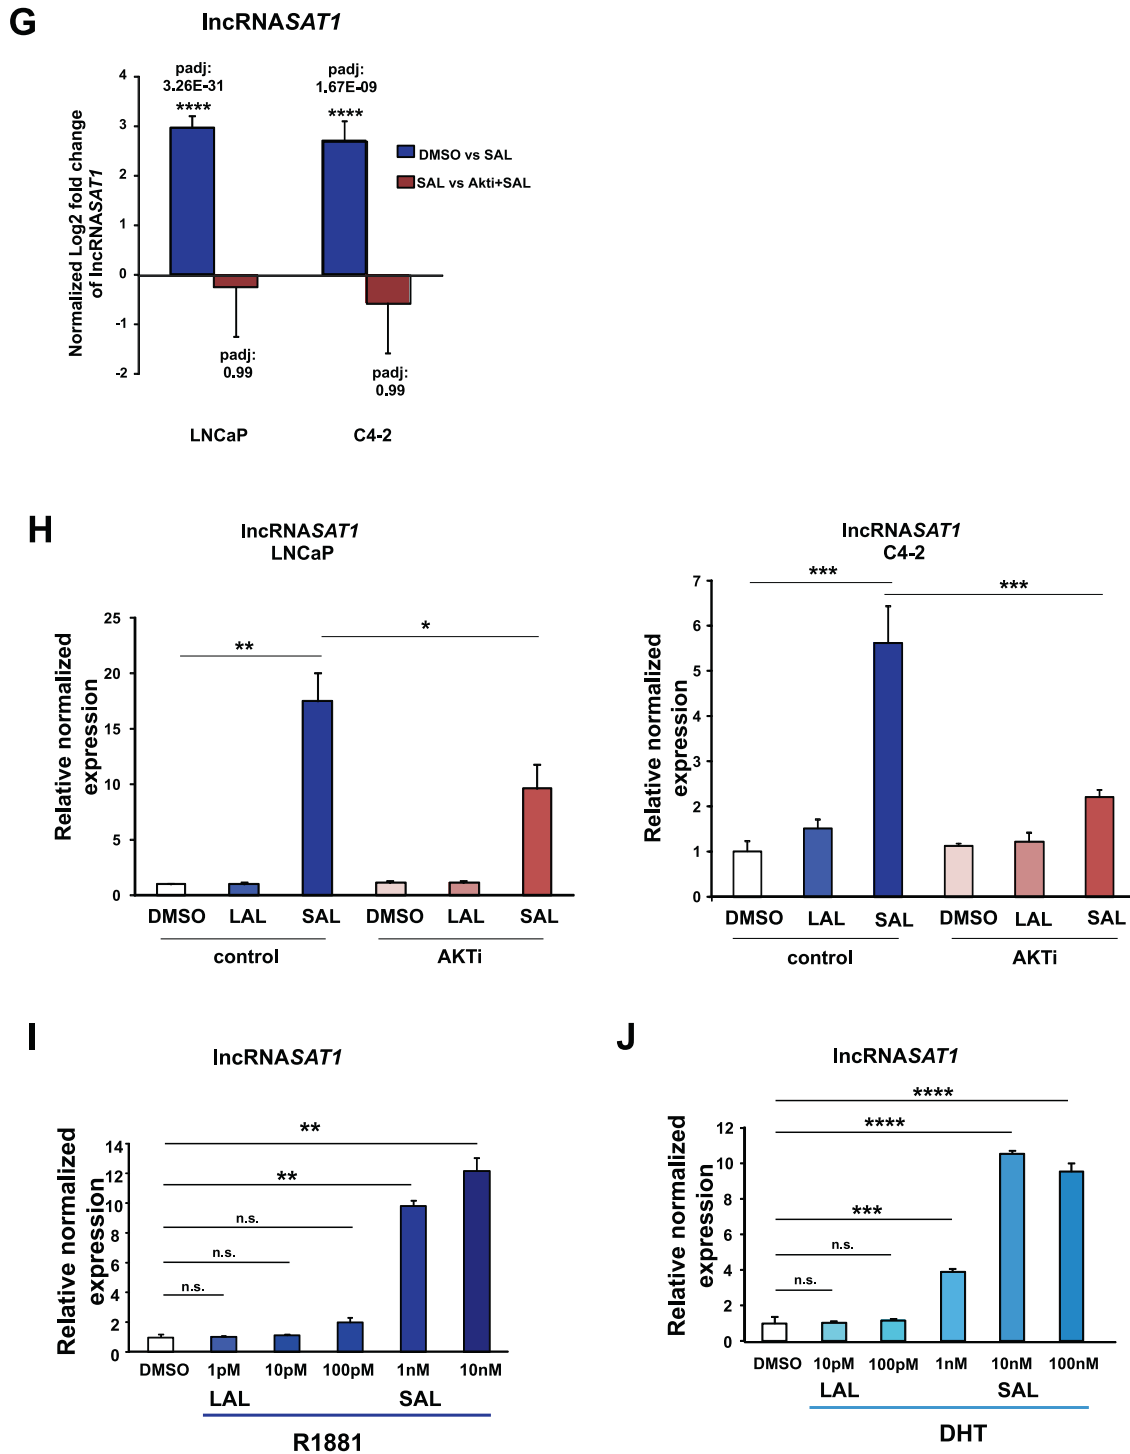 G
lncRNASAT1
padj:
3.26E-31
****
padj:
1.67E-09
****
DMSO vs SAL
SAL vs Akti+SAL
Normalized Log2 fold change
of lncRNASAT1
4
3
2
1
0
-1
-2
padj:
0.99
padj:
0.99
LNCaP
C4-2
H
lncRNASAT1
LNCaP
Relative normalized
expression
25
20
15
10
5
0
**
*
DMSO LAL SAL DMSO LAL SAL
control AKTi
lncRNASAT1
C4-2
Relative normalized
expression
7
6
5
4
3
2
1
0
***
***
DMSO LAL SAL DMSO LAL SAL
control AKTi
I
lncRNASAT1
Relative normalized
expression
14
12
10
8
6
4
2
0
**
**
n.s.
n.s.
n.s.
DMSO 1pM 10pM 100pM 1nM 10nM
LAL SAL
R1881
J
lncRNASAT1
Relative normalized
expression
12
10
8
6
4
2
0
****
****
***
n.s.
n.s.
DMSO 10pM 100pM 1nM 10nM 100nM
LAL SAL
DHT